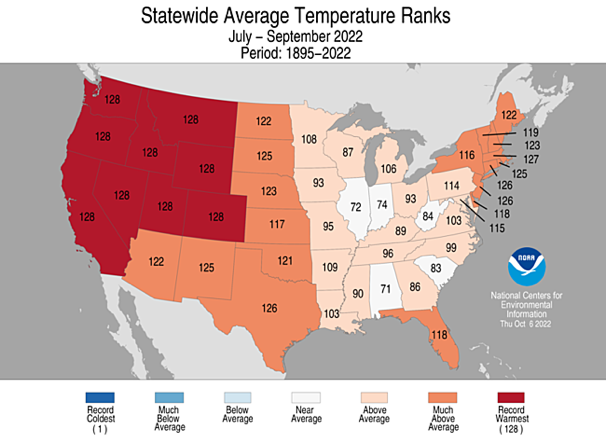 Statewide Average Temperature Ranks
July – September 2022
Period: 1895–2022
128
128
122
108
122
128
128
125
87
106
116
119
123
127
125
128
123
93
114
126
126
118
115
128
128
128
128
117
95
72
74
93
84
103
89
122
125
121
109
96
99
83
126
103
90
71
86
118
NOAA
National Centers for
Environmental
Information
Thu Oct 6 2022
Record
Coldest
(1)
Much
Below
Average
Below
Average
Near
Average
Above
Average
Much
Above
Average
Record
Warmest
(128)